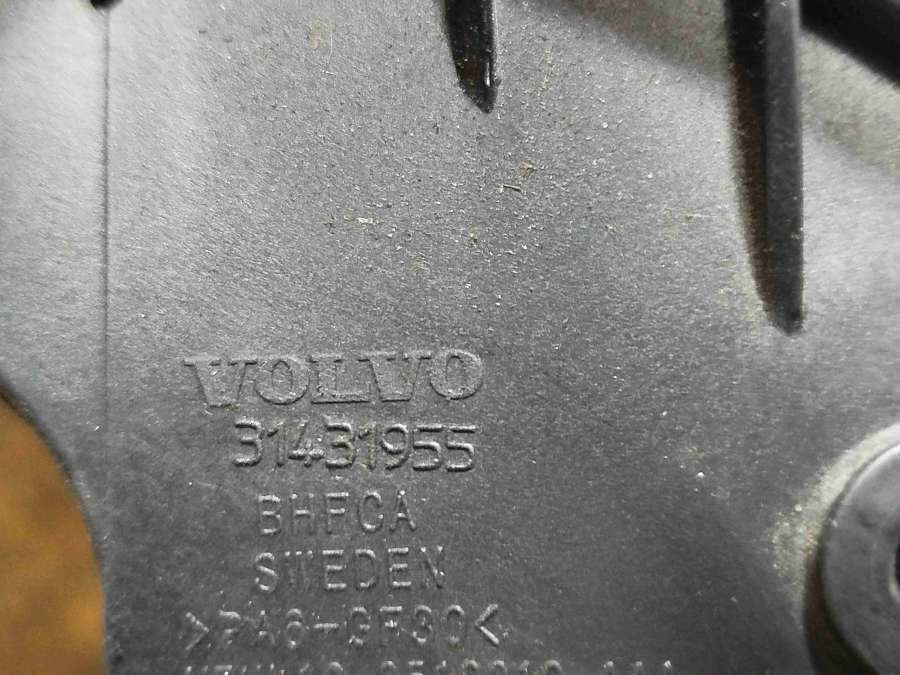 VOLVO
31431955
BHFCA
SWEDEN
>PA6-GF30<